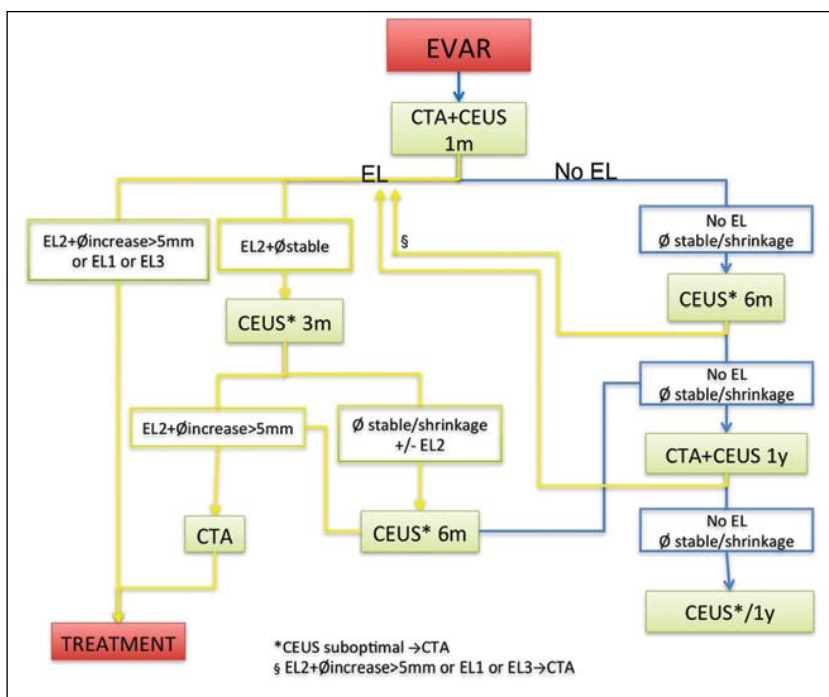 EVAR
CTA+CEUS
1m
EL
No EL
EL2+Øincrease>5mm
or EL1 or EL3
EL2+Østable
§
No EL
Ø stable/shrinkage
CEUS* 6m
CEUS* 3m
No EL
Ø stable/shrinkage
EL2+Øincrease>5mm
Ø stable/shrinkage
+/- EL2
CTA+CEUS 1y
CTA
CEUS* 6m
No EL
Ø stable/shrinkage
CEUS*/1y
TREATMENT
*CEUS suboptimal →CTA
§ EL2+Øincrease>5mm or EL1 or EL3→CTA